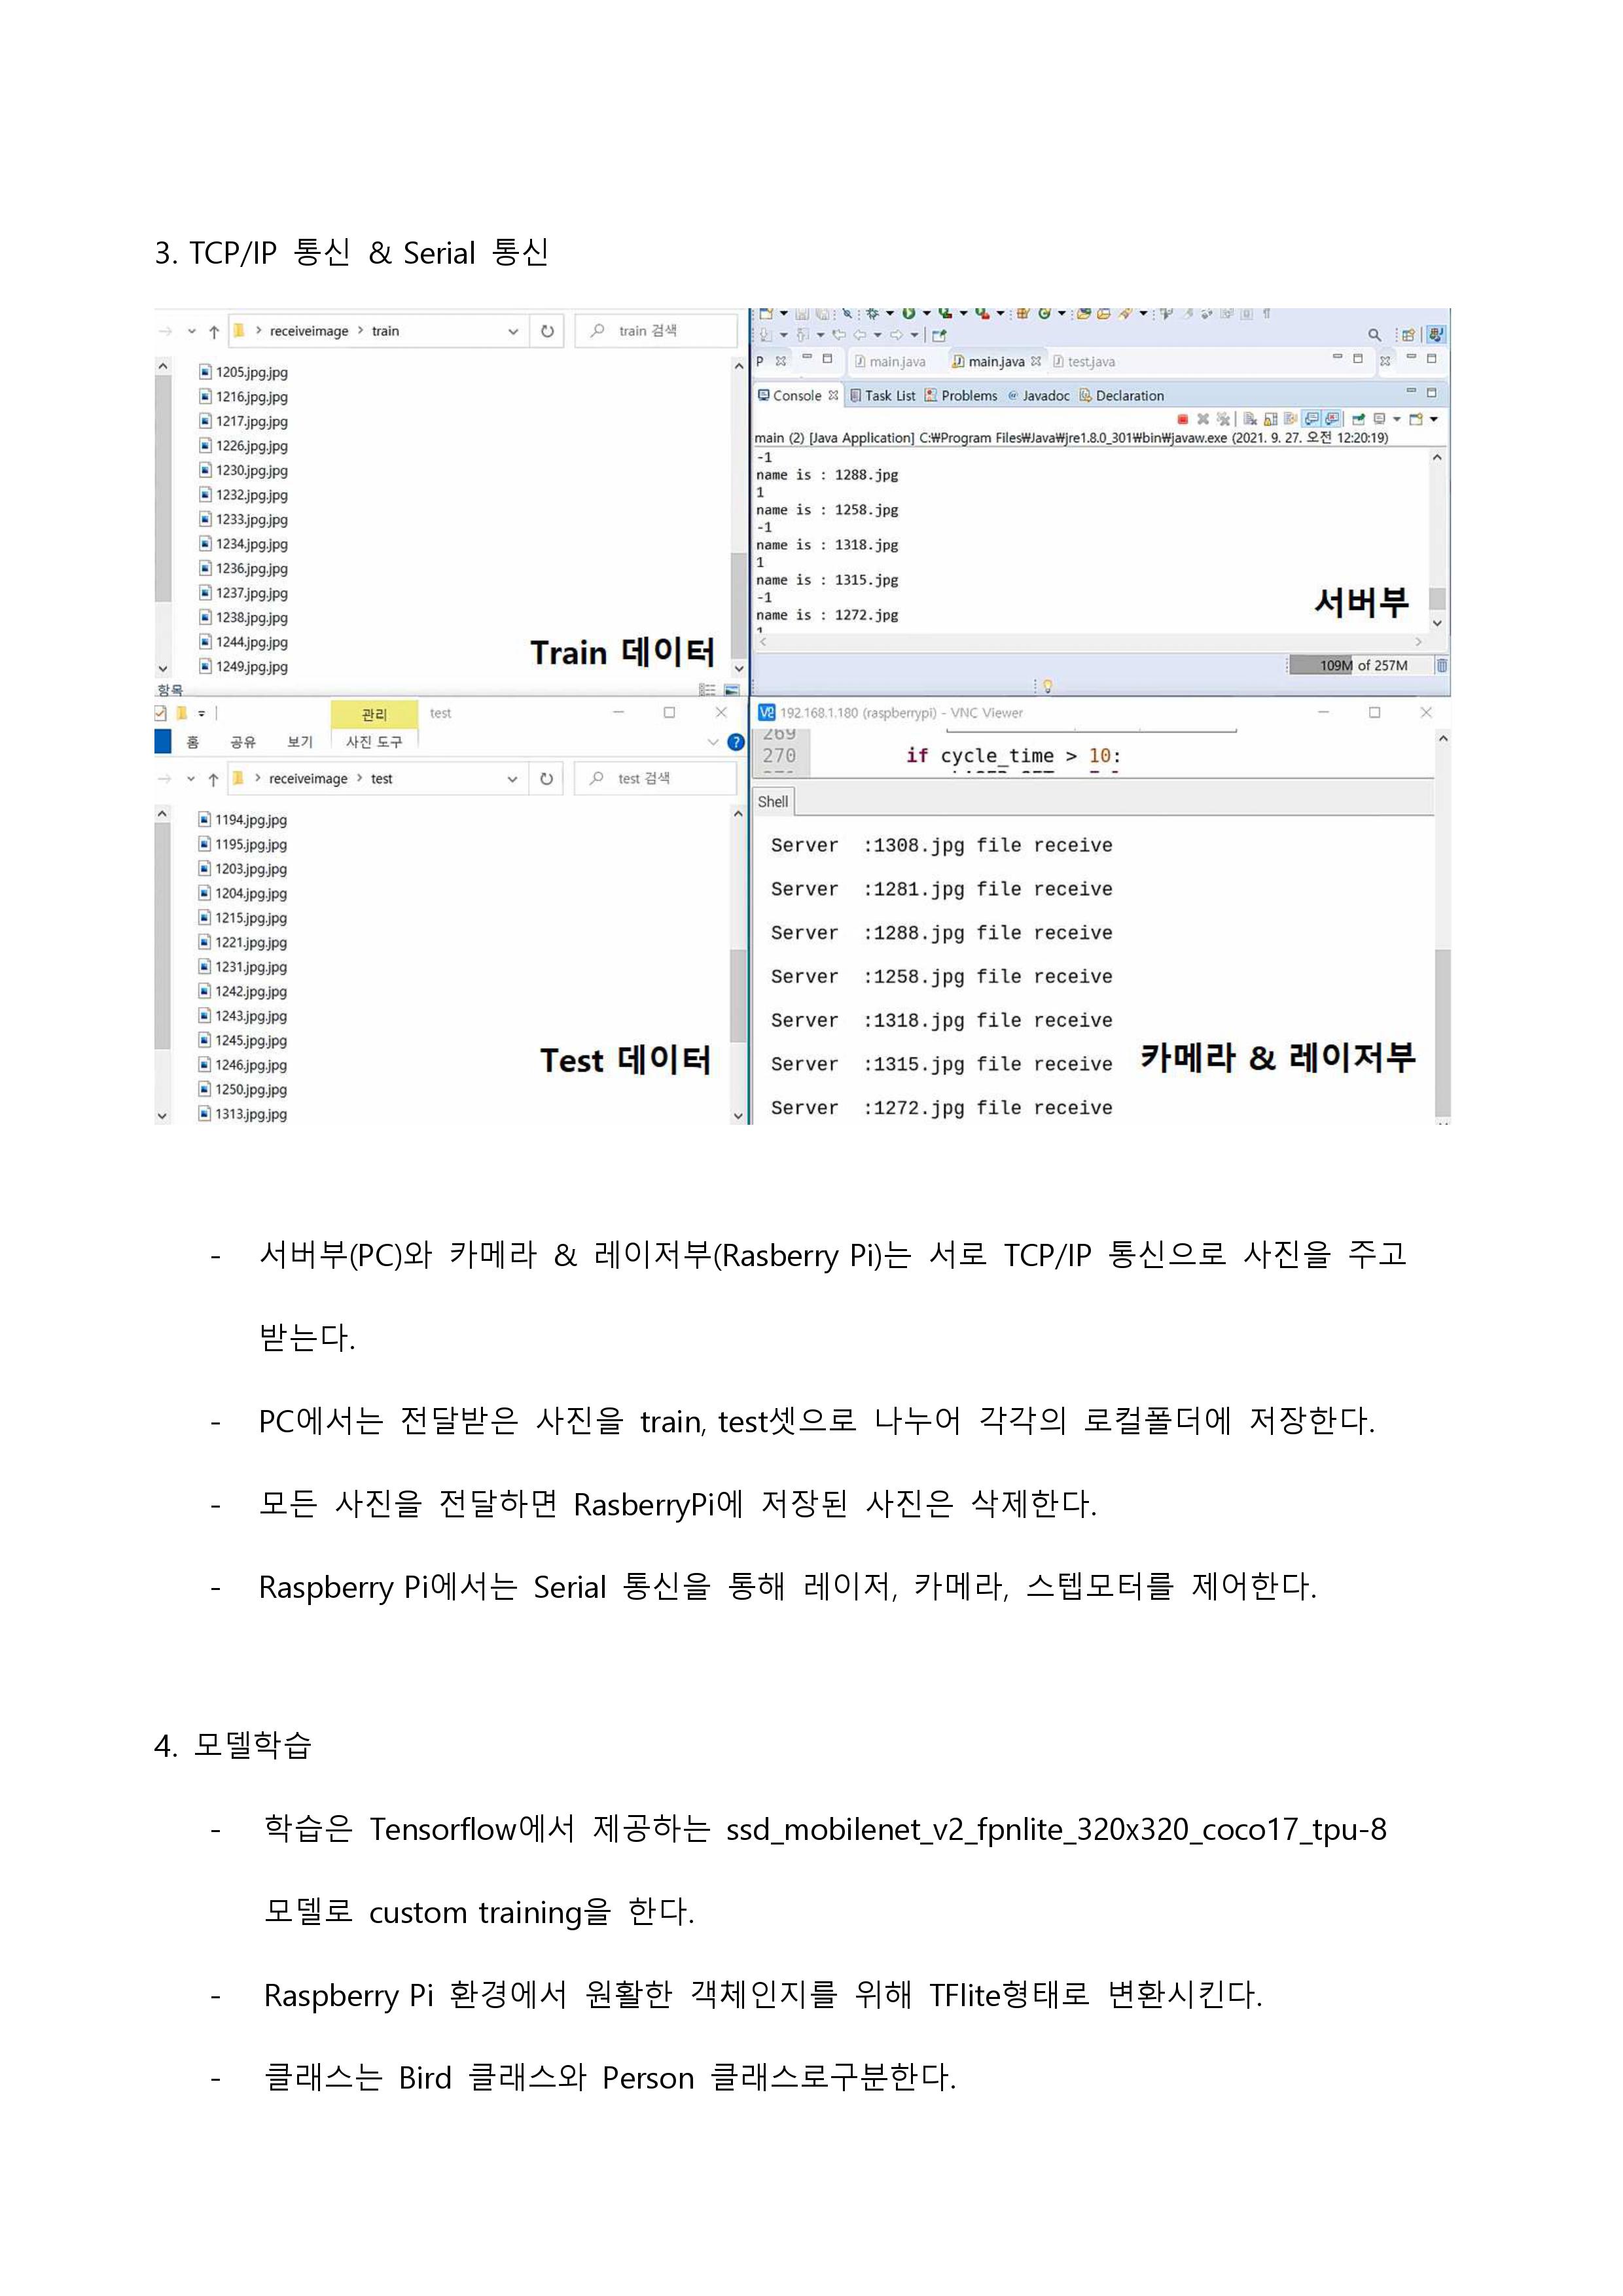 3. TCP/IP 통신 & Serial 통신
receiveimage > train
train 검색
1205.jpg.jpg
1216.jpg.jpg
1217.jpg.jpg
1226.jpg.jpg
1230.jpg.jpg
1232.jpg.jpg
1233.jpg.jpg
1234.jpg.jpg
1236.jpg.jpg
1237.jpg.jpg
1238.jpg.jpg
1244.jpg.jpg
1249.jpg.jpg
Train 데이터
항목
P main.java main.java test.java
Console Task List Problems Javadoc Declaration
main (2) [Java Application] C:₩Program Files₩Java₩jre1.8.0_301₩bin₩javaw.exe (2021. 9. 27. 오전 12:20:19)
-1
name is : 1288.jpg
1
name is : 1258.jpg
-1
name is : 1318.jpg
1
name is : 1315.jpg
-1
name is : 1272.jpg
1
서버부
109M of 257M
관리 test
홈 공유 보기 사진 도구
receiveimage > test
test 검색
1194.jpg.jpg
1195.jpg.jpg
1203.jpg.jpg
1204.jpg.jpg
1215.jpg.jpg
1221.jpg.jpg
1231.jpg.jpg
1242.jpg.jpg
1243.jpg.jpg
1245.jpg.jpg
1246.jpg.jpg
1250.jpg.jpg
1313.jpg.jpg
Test 데이터
192.168.1.180 (raspberrypi) - VNC Viewer
269
270 if cycle_time > 10:
Shell
Server :1308.jpg file receive
Server :1281.jpg file receive
Server :1288.jpg file receive
Server :1258.jpg file receive
Server :1318.jpg file receive
Server :1315.jpg file receive
Server :1272.jpg file receive
카메라 & 레이저부
- 서버부(PC)와 카메라 & 레이저부(Rasberry Pi)는 서로 TCP/IP 통신으로 사진을 주고
받는다.
- PC에서는 전달받은 사진을 train, test셋으로 나누어 각각의 로컬폴더에 저장한다.
- 모든 사진을 전달하면 RasberryPi에 저장된 사진은 삭제한다.
- Raspberry Pi에서는 Serial 통신을 통해 레이저, 카메라, 스텝모터를 제어한다.
4. 모델학습
- 학습은 Tensorflow에서 제공하는 ssd_mobilenet_v2_fpnlite_320x320_coco17_tpu-8
모델로 custom training을 한다.
- Raspberry Pi 환경에서 원활한 객체인지를 위해 TFlite형태로 변환시킨다.
- 클래스는 Bird 클래스와 Person 클래스로구분한다.